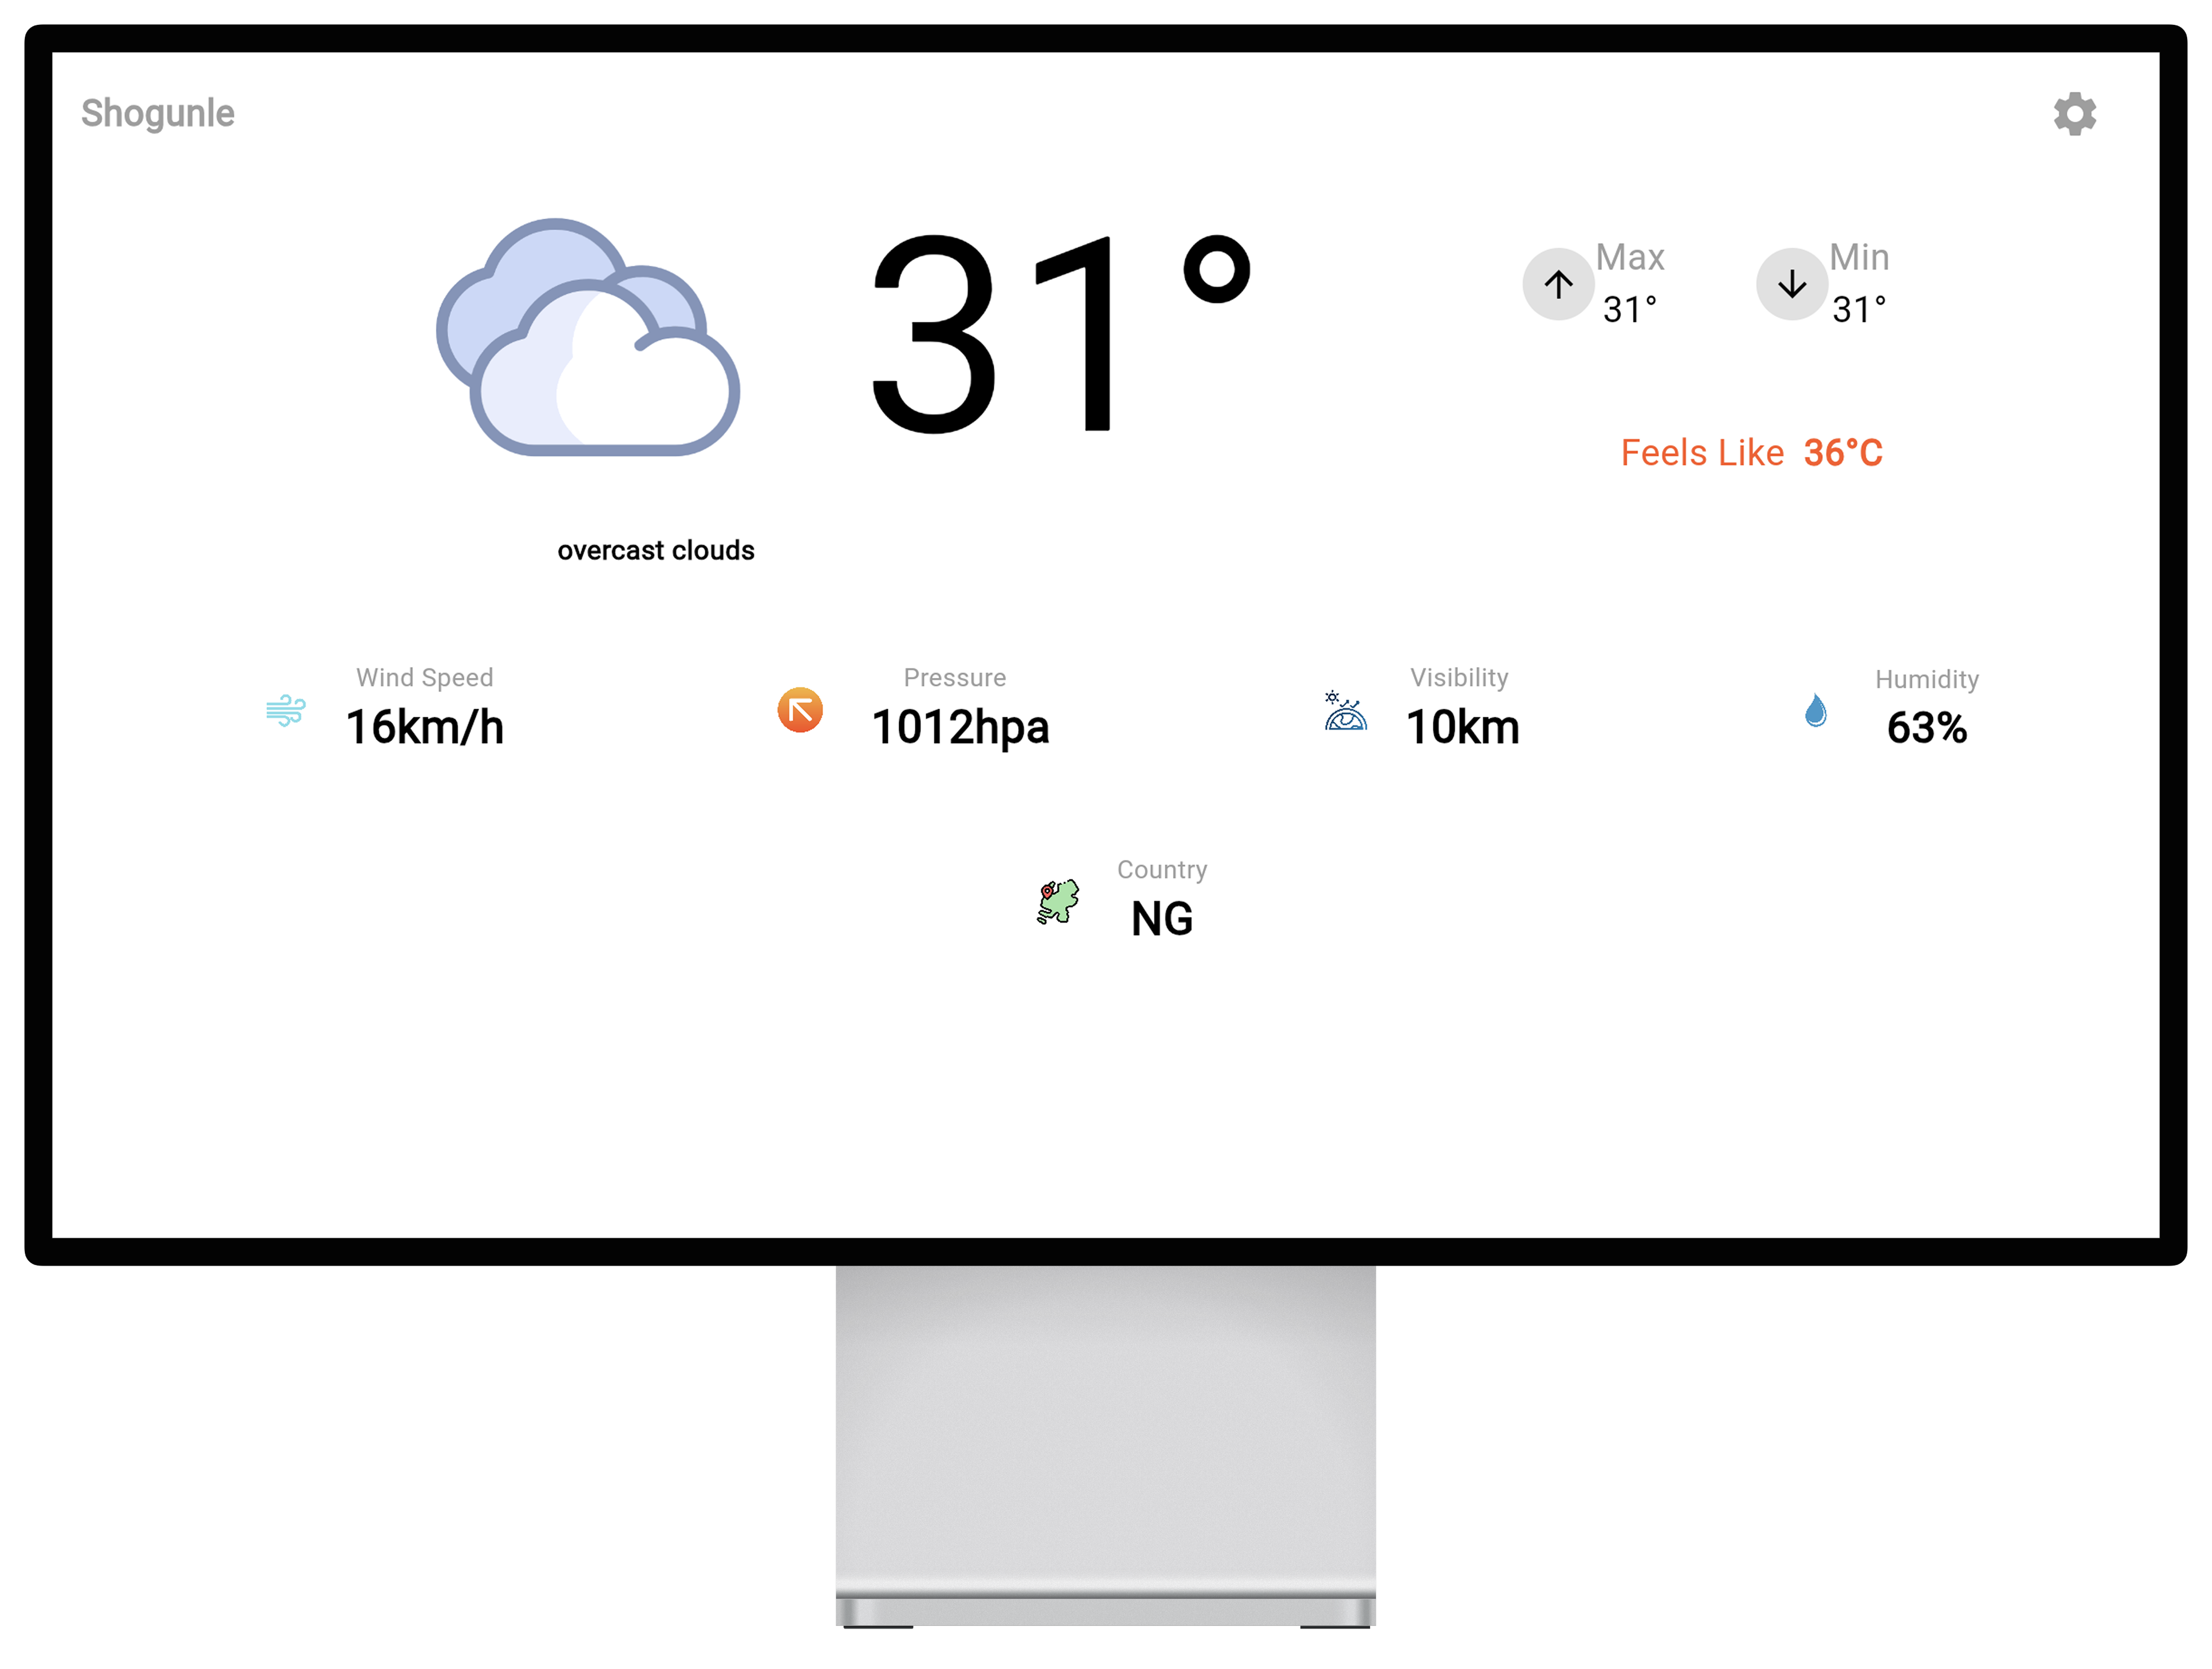 Shogunle
31°
Max
31°
Min
31°
Feels Like 36°C
overcast clouds
Wind Speed
16km/h
Pressure
1012hpa
Visibility
10km
Humidity
63%
Country
NG